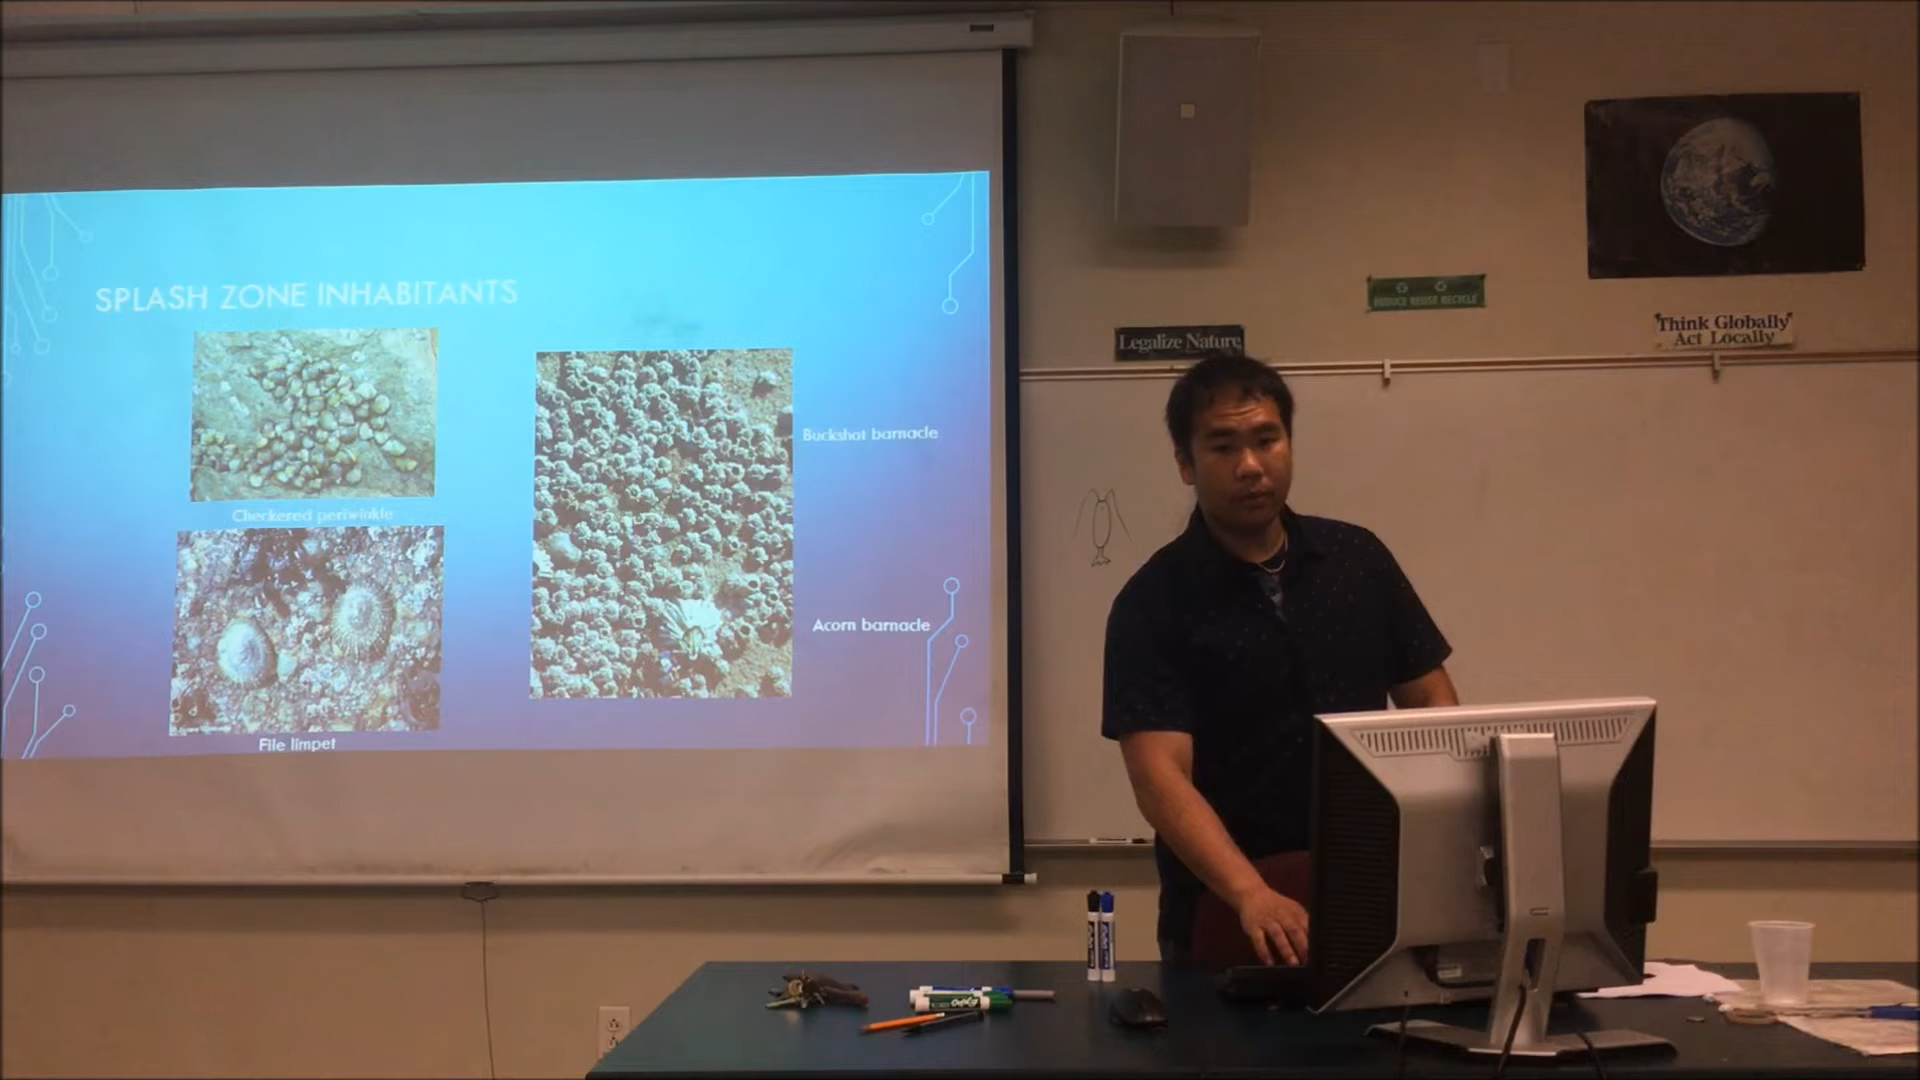 SPLASH ZONE INHABITANTS
Checkered periwinkle
File limpet
Buckshot barnacle
Acorn barnacle
Legalize Nature
REDUCE REUSE RECYCLE
Think Globally
Act Locally
EXPO